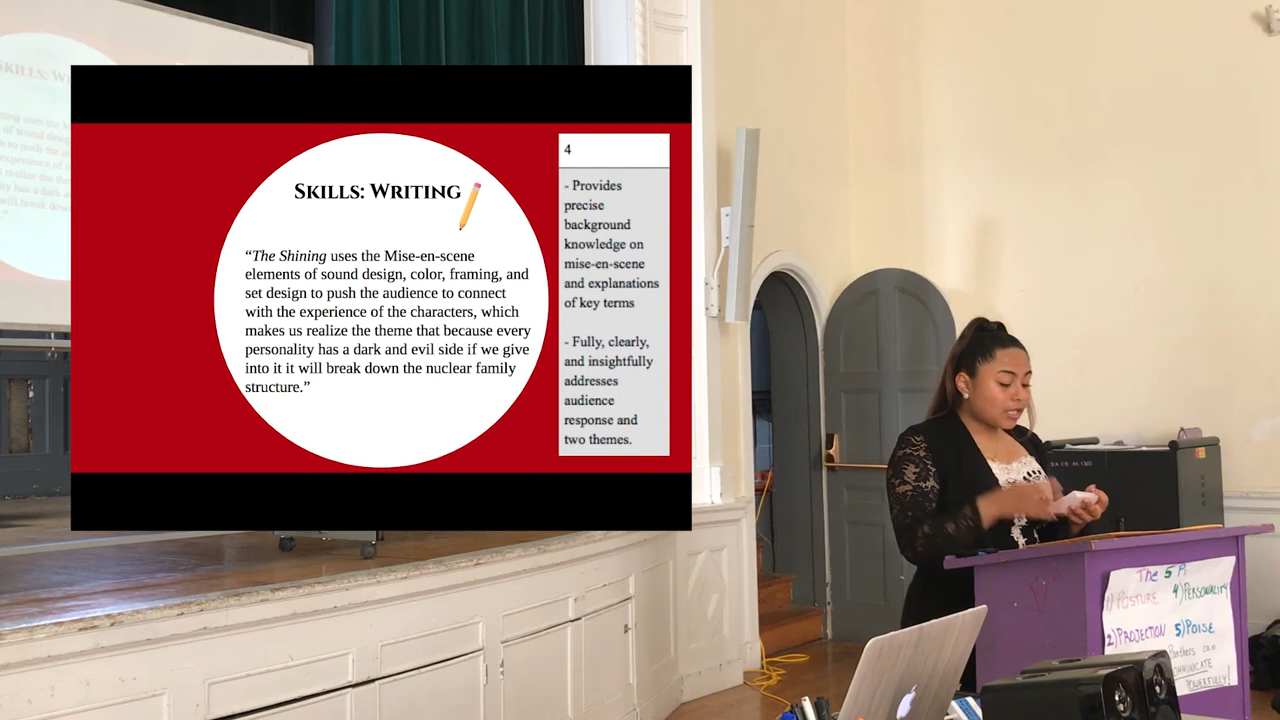 SKILLS: WRITING
“The Shining uses the Mise-en-scene
elements of sound design, color, framing, and
set design to push the audience to connect
with the experience of the characters, which
makes us realize the theme that because every
personality has a dark and evil side if we give
into it it will break down the nuclear family
structure.”
4
- Provides
precise
background
knowledge on
mise-en-scene
and explanations
of key terms
- Fully, clearly,
and insightfully
addresses
audience
response and
two themes.
The 5 P
1) POSTURE 4) PERSONALITY
2) PROJECTION 5) POISE
Panthers can
COMMUNICATE
POWERFULLY!